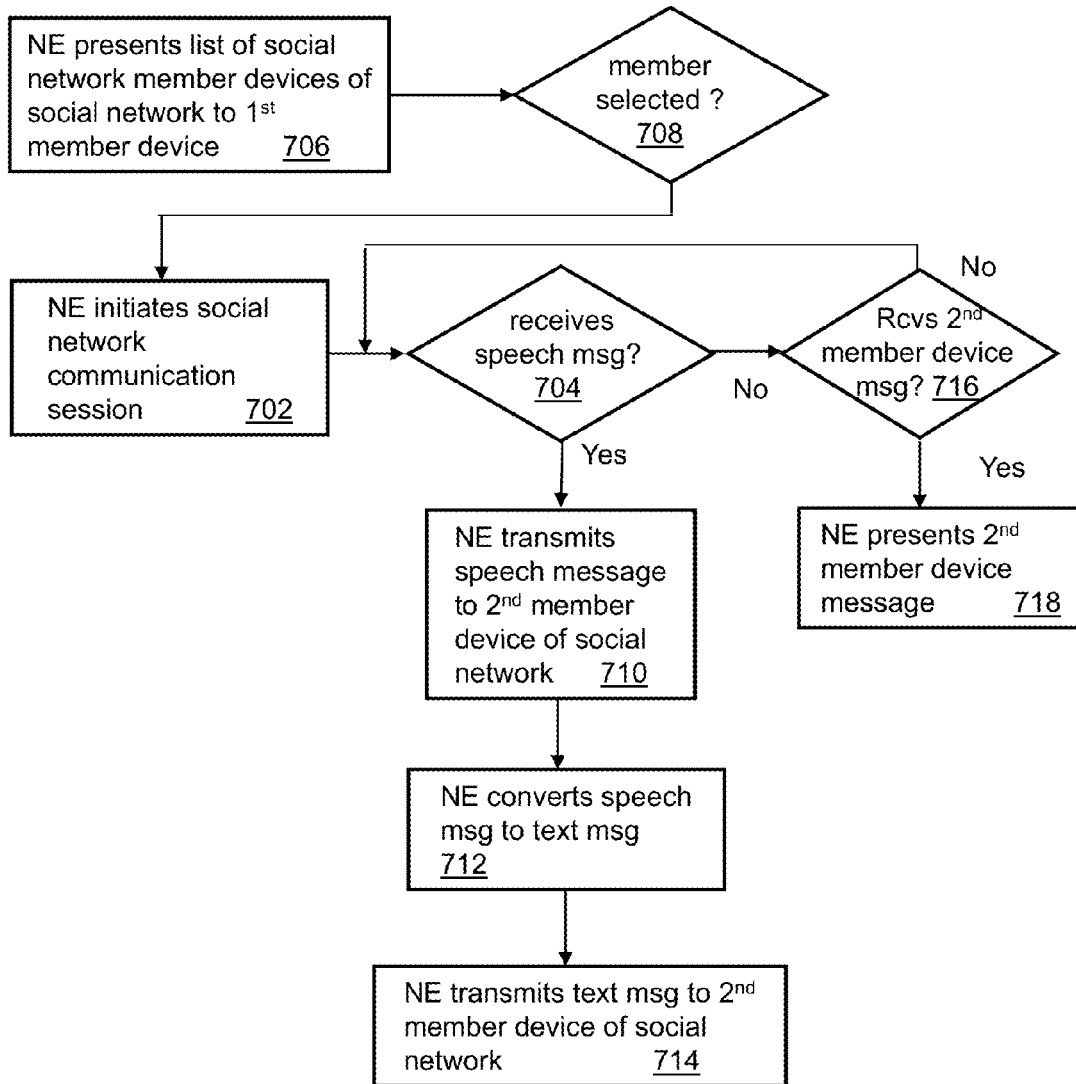 NE presents list of social
network member devices of
social network to 1st
member device 706
member
selected ?
708
NE initiates social
network
communication
session 702
receives
speech msg?
704
No
Yes
Rcvs 2nd
member device
msg? 716
No
Yes
NE transmits
speech message
to 2nd member
device of social
network 710
NE presents 2nd
member device
message 718
NE converts speech
msg to text msg
712
NE transmits text msg to 2nd
member device of social
network 714